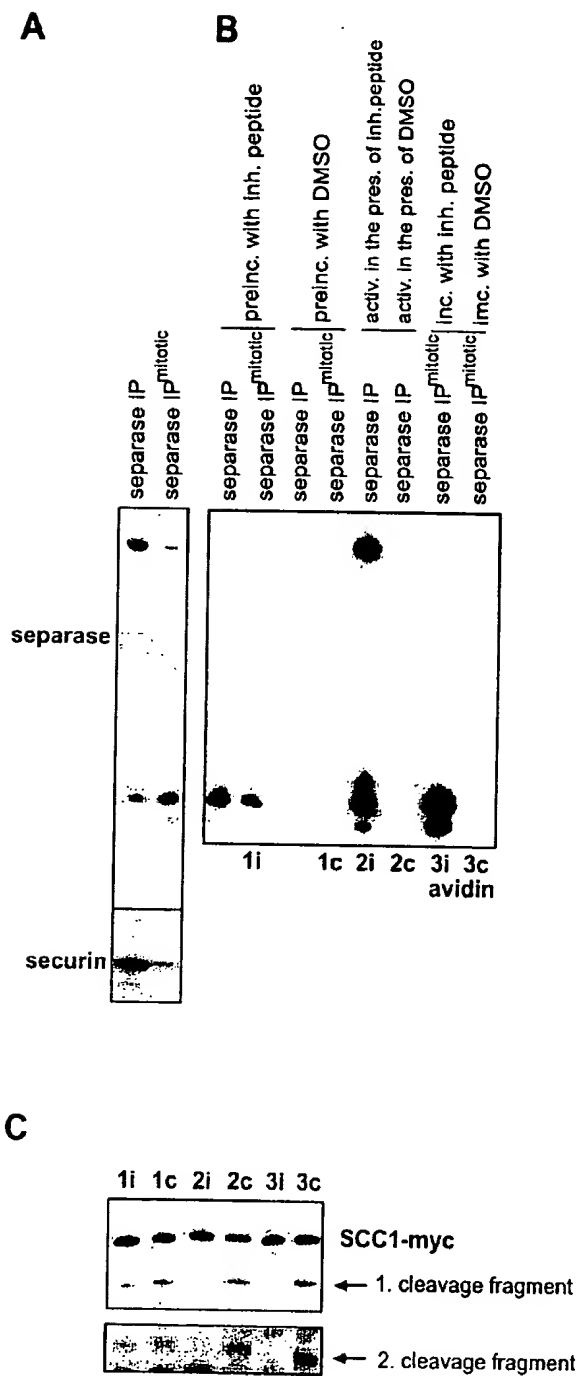 A
B
separase IP
separase IP mitotic
preinc. with inh. peptide
preinc. with DMSO
activ. in the pres. of inh.peptide
activ. in the pres. of DMSO
inc. with inh. peptide
imc. with DMSO
separase IP
separase IP mitotic
separase IP
separase IP mitotic
separase IP
separase IP
separase IP mitotic
separase IP mitotic
separase
securin
1i 1c 2i 2c 3i 3c
avidin
C
1i 1c 2i 2c 3i 3c
SCC1-myc
1. cleavage fragment
2. cleavage fragment